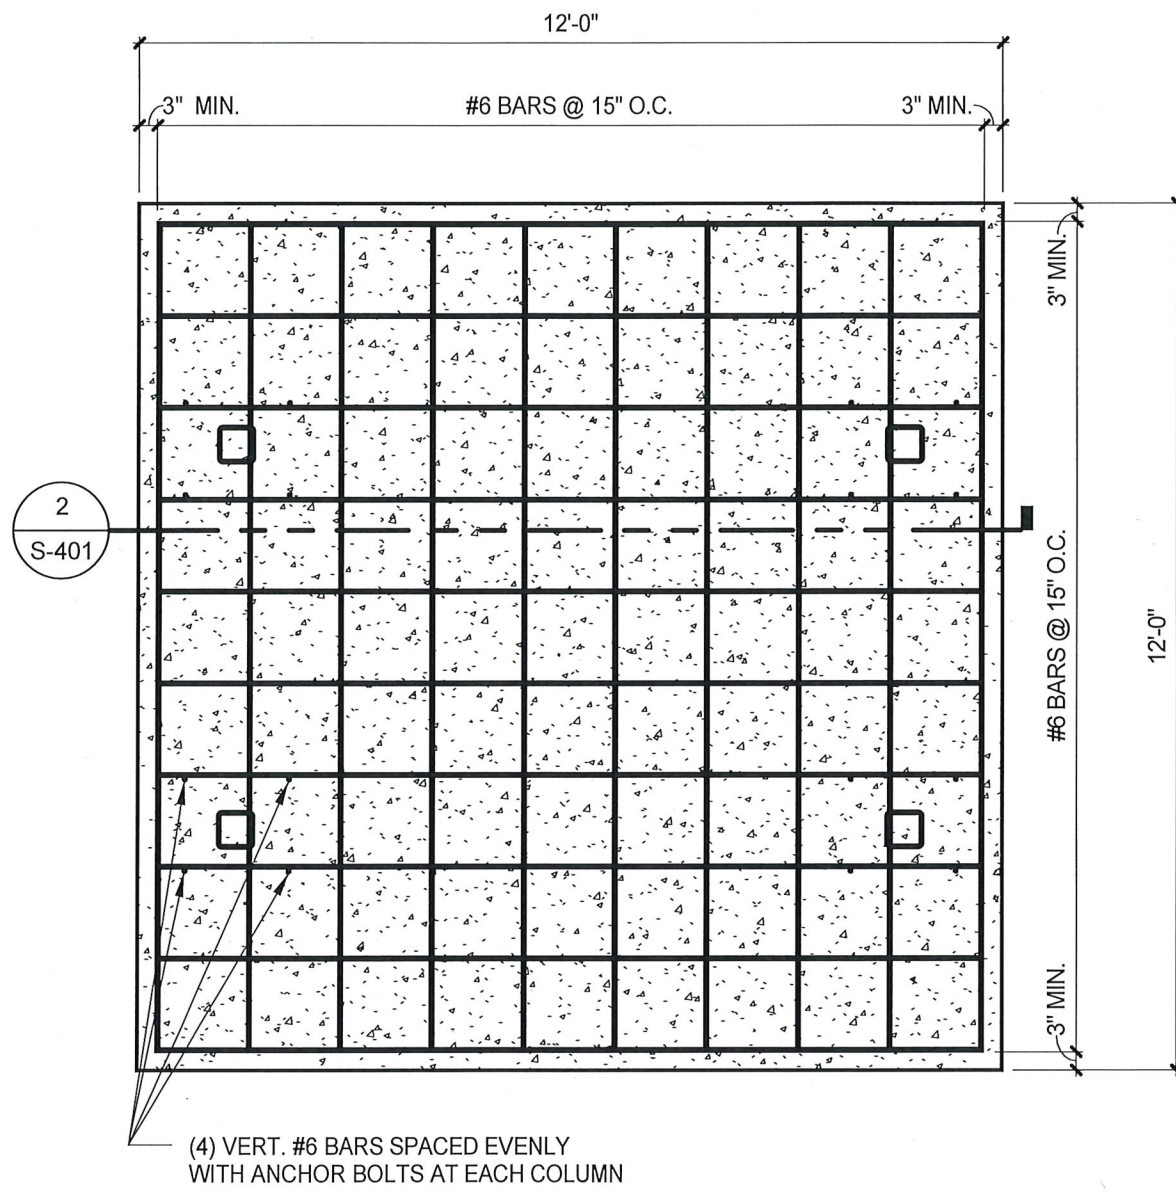 12'-0"
3" MIN.
#6 BARS @ 15" O.C.
3" MIN.
3" MIN.
2
S-401
#6 BARS @ 15" O.C.
12'-0"
3" MIN.
(4) VERT. #6 BARS SPACED EVENLY
WITH ANCHOR BOLTS AT EACH COLUMN